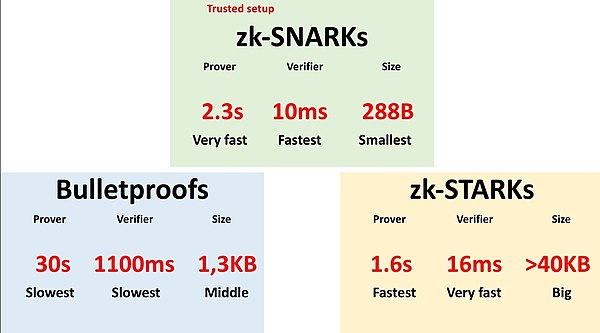 Trusted setup
zk-SNARKs
Prover Verifier Size
2.3s 10ms 288B
Very fast Fastest Smallest
Bulletproofs
Prover Verifier Size
30s 1100ms 1,3KB
Slowest Slowest Middle
zk-STARKs
Prover Verifier Size
1.6s 16ms >40KB
Fastest Very fast Big